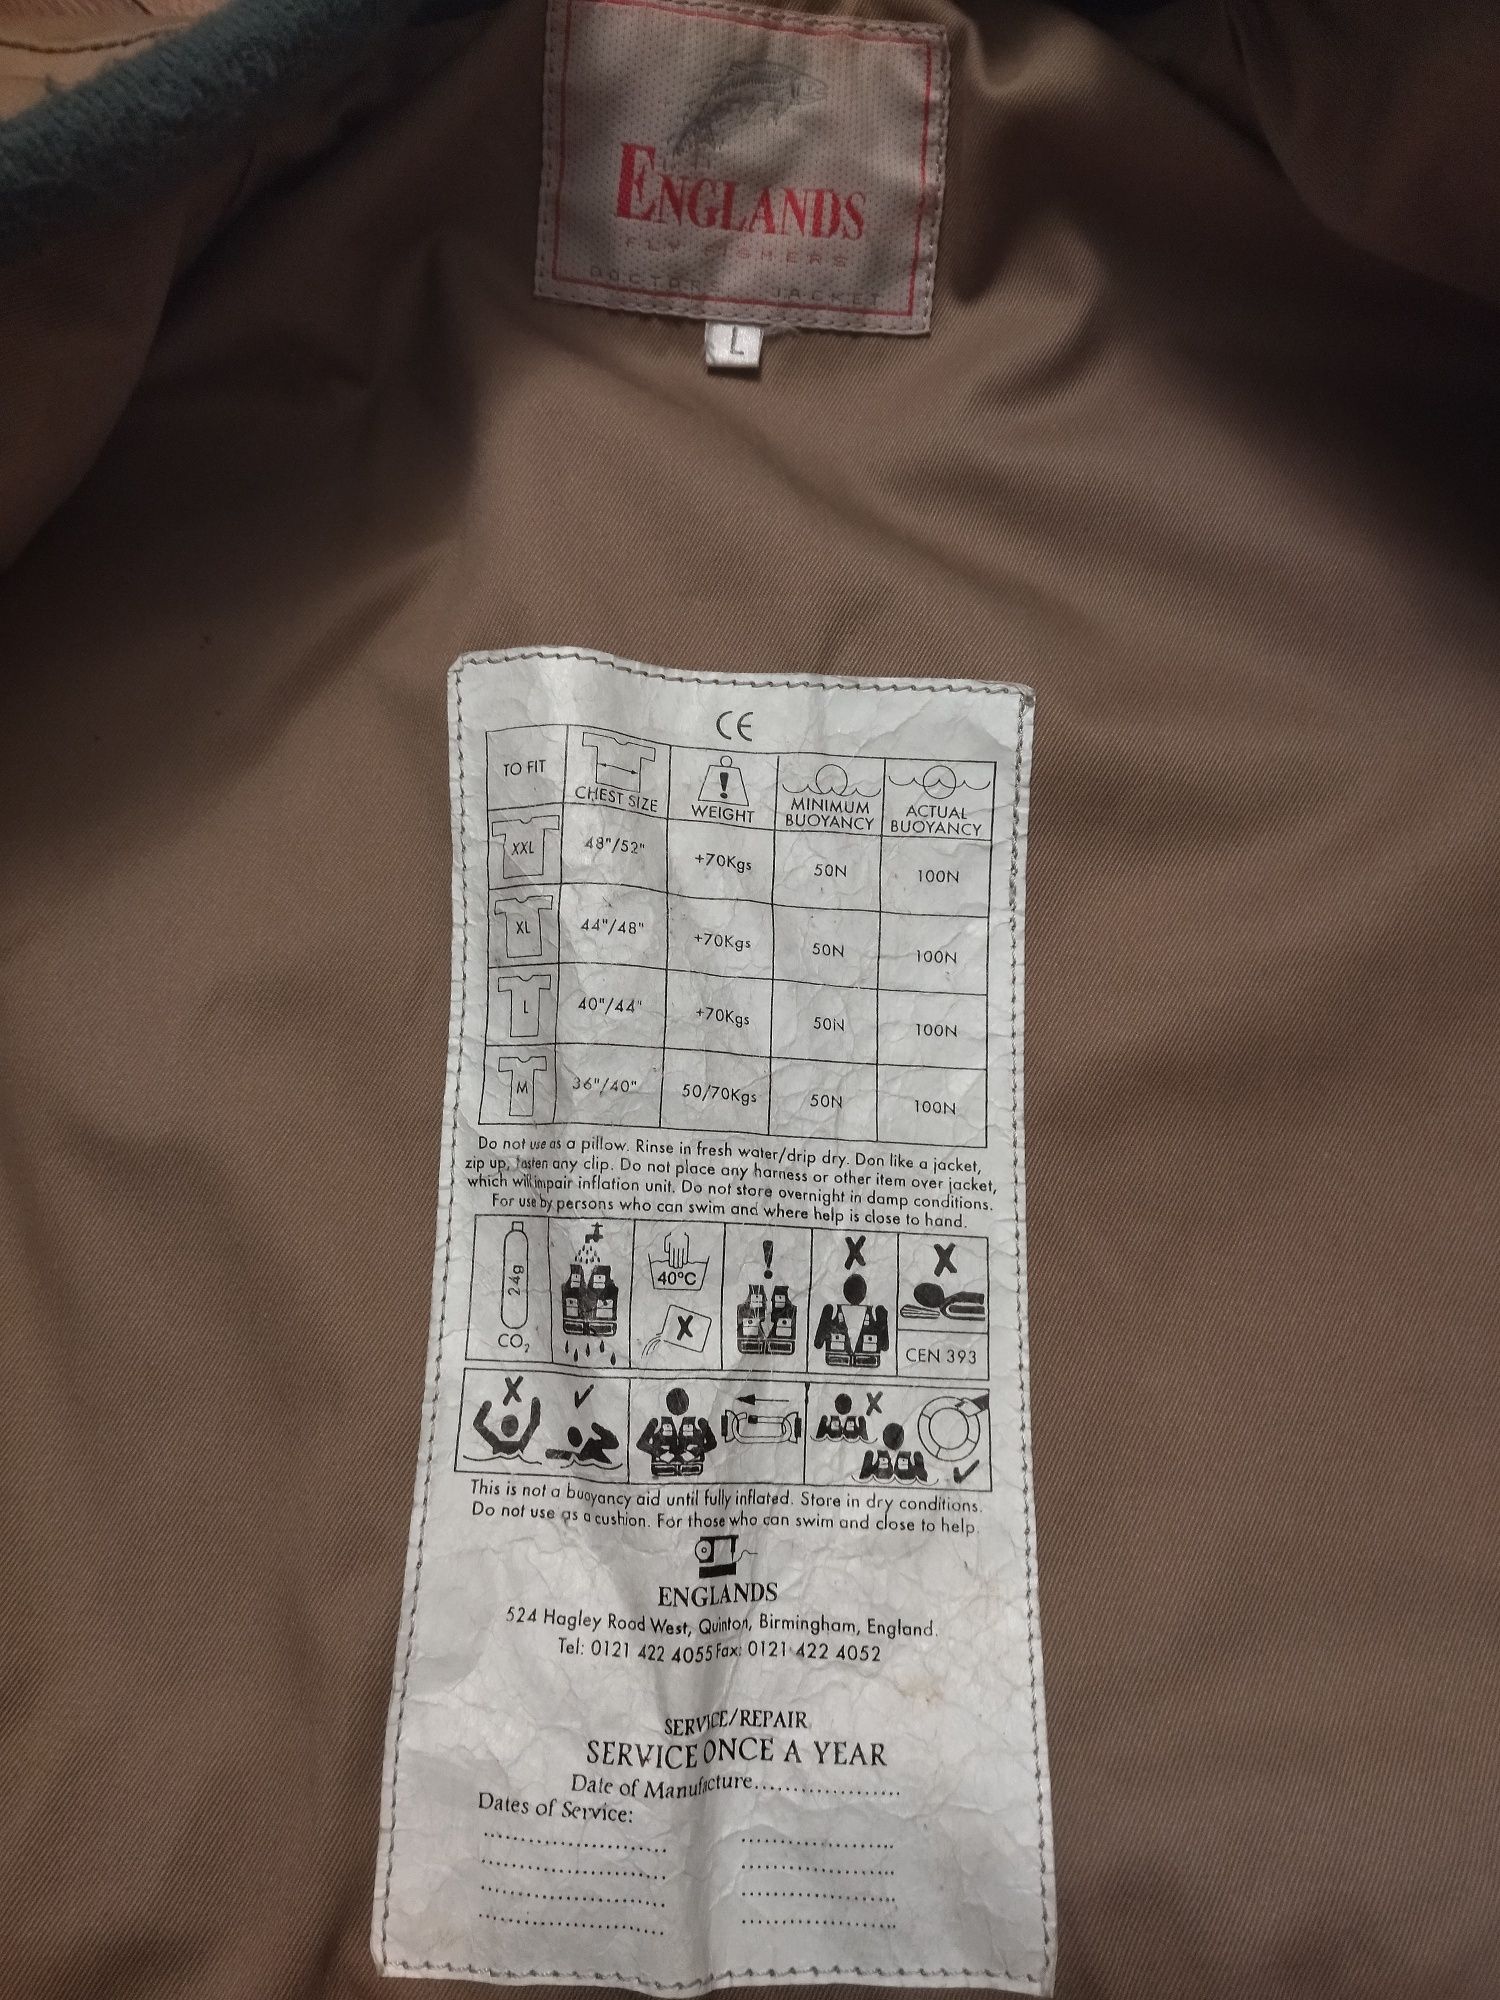 ENGLANDS
FLY FISHERS
DOCTOR JACKET
L
CE
TO FIT CHEST SIZE WEIGHT MINIMUM BUOYANCY ACTUAL BUOYANCY
XXL 48"/52" +70Kgs 50N 100N
XL 44"/48" +70Kgs 50N 100N
L 40"/44" +70Kgs 50N 100N
M 36"/40" 50/70Kgs 50N 100N
Do not use as a pillow. Rinse in fresh water/drip dry. Don like a jacket,
zip up, fasten any clip. Do not place any harness or other item over jacket,
which will impair inflation unit. Do not store overnight in damp conditions.
For use by persons who can swim and where help is close to hand.
24g
CO2
40°C
X
X
X
CEN 393
X
X
This is not a buoyancy aid until fully inflated. Store in dry conditions.
Do not use as a cushion. For those who can swim and close to help.
ENGLANDS
524 Hagley Road West, Quinton, Birmingham, England.
Tel: 0121 422 4055 Fax: 0121 422 4052
SERVICE/REPAIR
SERVICE ONCE A YEAR
Date of Manufacture...................
Dates of Service: